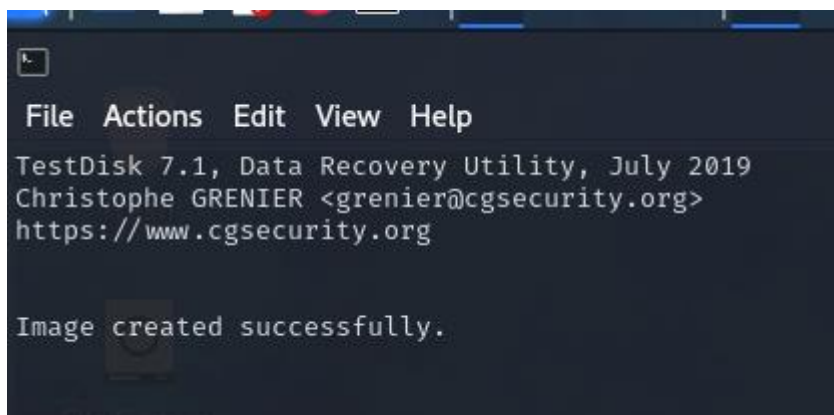 File Actions Edit View Help
TestDisk 7.1, Data Recovery Utility, July 2019
Christophe GRENIER <grenier@cgsecurity.org>
https://www.cgsecurity.org
Image created successfully.